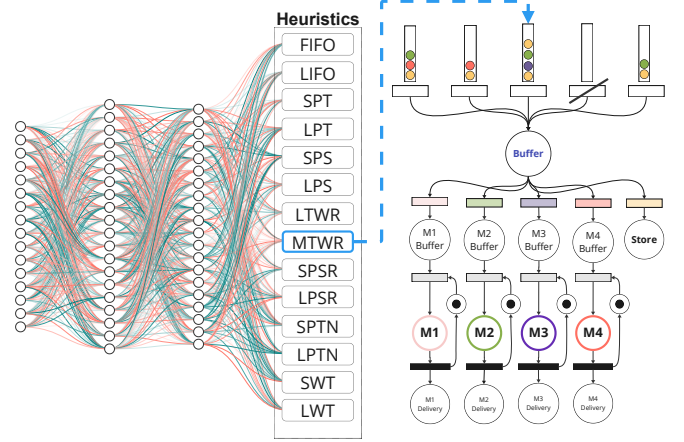 Heuristics
FIFO
LIFO
SPT
LPT
SPS
LPS
LTWR
MTWR
SPSR
LPSR
SPTN
LPTN
SWT
LWT
Buffer
M1
Buffer
M2
Buffer
M3
Buffer
M4
Buffer
Store
M1
M2
M3
M4
M1
Delivery
M2
Delivery
M3
Delivery
M4
Delivery